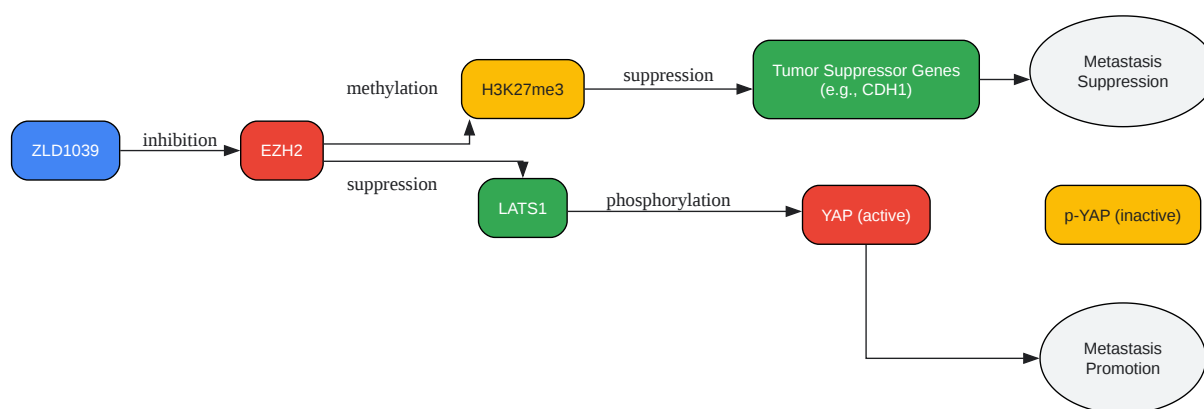 ZLD1039
inhibition
EZH2
methylation
H3K27me3
suppression
Tumor Suppressor Genes
(e.g., CDH1)
Metastasis
Suppression
suppression
LATS1
phosphorylation
YAP (active)
p-YAP (inactive)
Metastasis
Promotion